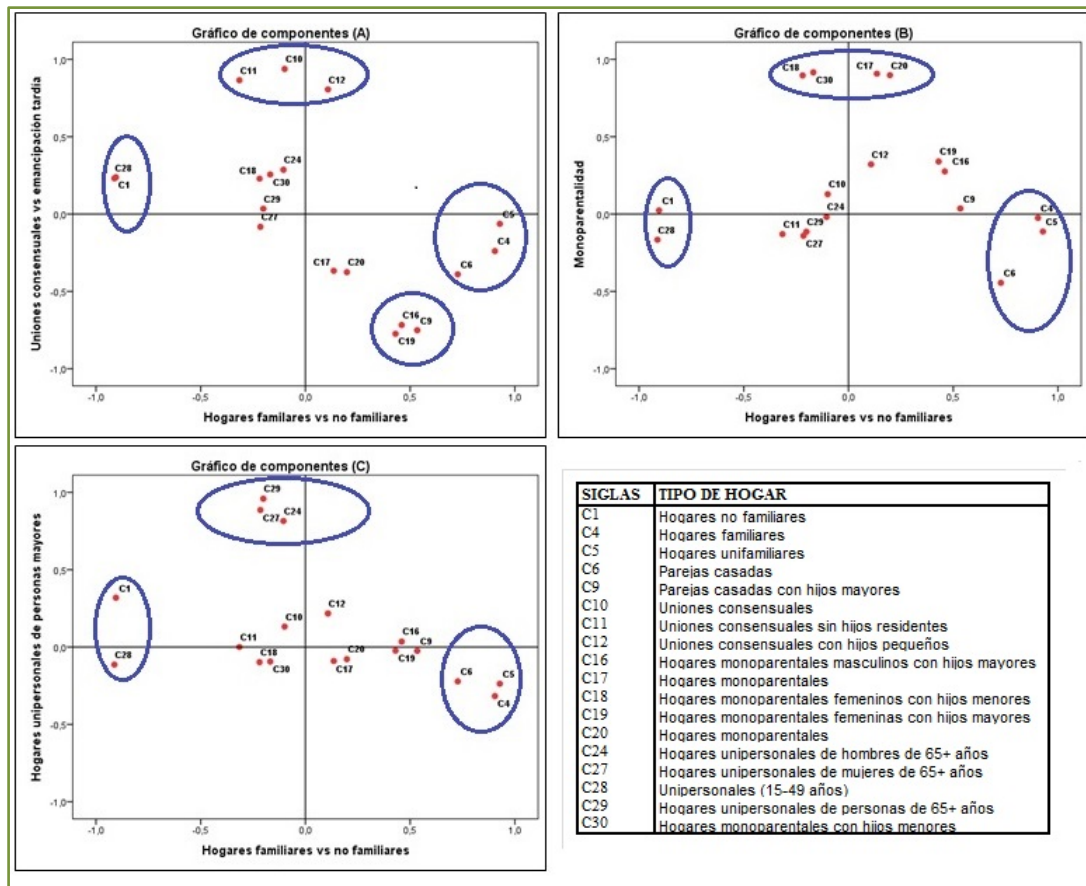 Gráfico de componentes (A)
Uniones consensuales vs emancipación tardía
1,0
0,5
0,0
-0,5
-1,0
C11
C10
C12
C28
C1
C24
C18
C30
C29
C27
C5
C4
C6
C17
C20
C16
C9
C19
-1,0 -0,5 0,0 0,5 1,0
Hogares familares vs no familiares
Gráfico de componentes (B)
Monoparentalidad
1,0
0,5
0,0
-0,5
-1,0
C18
C30
C17
C20
C12
C19
C16
C10
C9
C1
C28
C24
C11
C29
C27
C4
C5
C6
-1,0 -0,5 0,0 0,5 1,0
Hogares familiares vs no familiares
Gráfico de componentes (C)
Hogares unipersonales de personas mayores
1,0
0,5
0,0
-0,5
-1,0
C29
C27
C24
C1
C28
C12
C10
C11
C18
C30
C16
C9
C20
C19
C17
C6
C5
C4
-1,0 -0,5 0,0 0,5 1,0
Hogares familiares vs no familiares
SIGLAS TIPO DE HOGAR
C1 Hogares no familiares
C4 Hogares familiares
C5 Hogares unifamiliares
C6 Parejas casadas
C9 Parejas casadas con hijos mayores
C10 Uniones consensuales
C11 Uniones consensuales sin hijos residentes
C12 Uniones consensuales con hijos pequeños
C16 Hogares monoparentales masculinos con hijos mayores
C17 Hogares monoparentales
C18 Hogares monoparentales femeninos con hijos menores
C19 Hogares monoparentales femeninas con hijos mayores
C20 Hogares monoparentales
C24 Hogares unipersonales de hombres de 65+ años
C27 Hogares unipersonales de mujeres de 65+ años
C28 Unipersonales (15-49 años)
C29 Hogares unipersonales de personas de 65+ años
C30 Hogares monoparentales con hijos menores